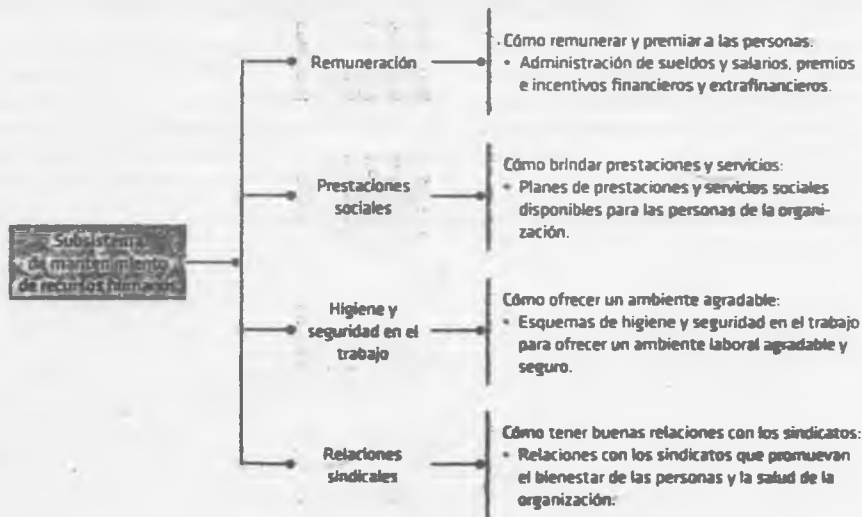 Subsistema
de mantenimiento
de recursos humanos
Remuneración
Cómo remunerar y premiar a las personas:
• Administración de sueldos y salarios, premios
e incentivos financieros y extrafinancieros.
Prestaciones
sociales
Cómo brindar prestaciones y servicios:
• Planes de prestaciones y servicios sociales
disponibles para las personas de la organi-
zación.
Higiene y
seguridad en el
trabajo
Cómo ofrecer un ambiente agradable:
• Esquemas de higiene y seguridad en el trabajo
para ofrecer un ambiente laboral agradable y
seguro.
Relaciones
sindicales
Cómo tener buenas relaciones con los sindicatos:
• Relaciones con los sindicatos que promuevan
el bienestar de las personas y la salud de la
organización.